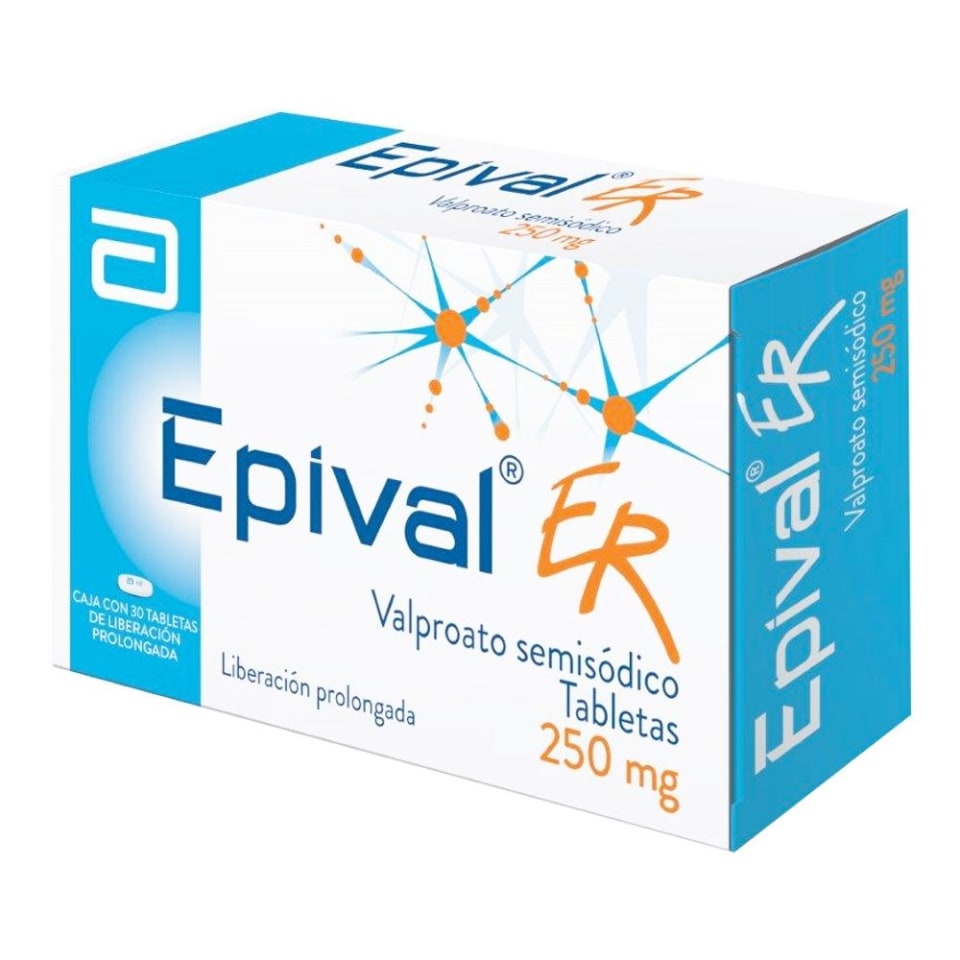 Epival® ER
Valproato semisódico
250 mg
Epival® ER
Valproato semisódico
Tabletas
250 mg
Liberación prolongada
CAJA CON 30 TABLETAS
DE LIBERACIÓN
PROLONGADA
Epival® ER
Valproato semisódico
250 mg